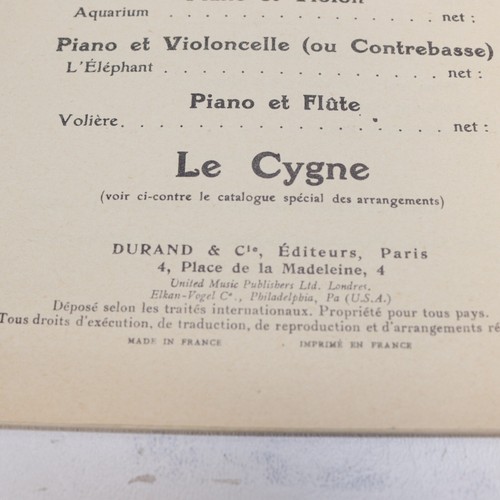 Aquarium . . . . . . . . . . . . . . . net :
Piano et Violoncelle (ou Contrebasse)
L'Éléphant . . . . . . . . . . . . . . net :
Piano et Flûte
Volière. . . . . . . . . . . . . . . . . net :
Le Cygne
(voir ci-contre le catalogue spécial des arrangements)
DURAND & Cie, Éditeurs, Paris
4, Place de la Madeleine, 4
United Music Publishers Ltd. Londres.
Elkan-Vogel Co., Philadelphia, Pa (U.S.A.)
Déposé selon les traités internationaux. Propriété pour tous pays.
Tous droits d'exécution, de traduction, de reproduction et d'arrangements ré
MADE IN FRANCE IMPRIMÉ EN FRANCE